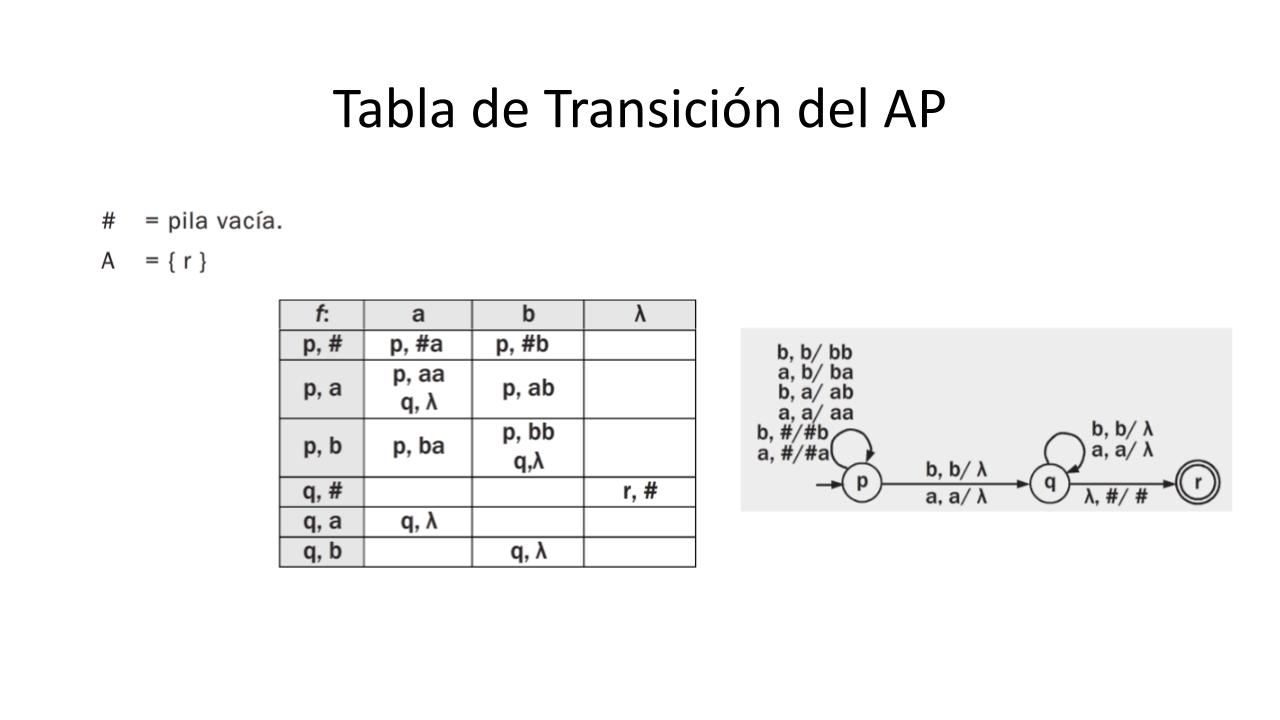 Tabla de Transición del AP
# = pila vacía.
A = { r }
f: a b λ
p, # p, #a p, #b
p, a p, aa q, λ p, ab
p, b p, ba p, bb q,λ
q, # r, #
q, a q, λ
q, b q, λ
b, b/ bb
a, b/ ba
b, a/ ab
a, a/ aa
b, #/#b
a, #/#a
p
b, b/ λ
a, a/ λ
q
b, b/ λ
a, a/ λ
λ, #/ #
r